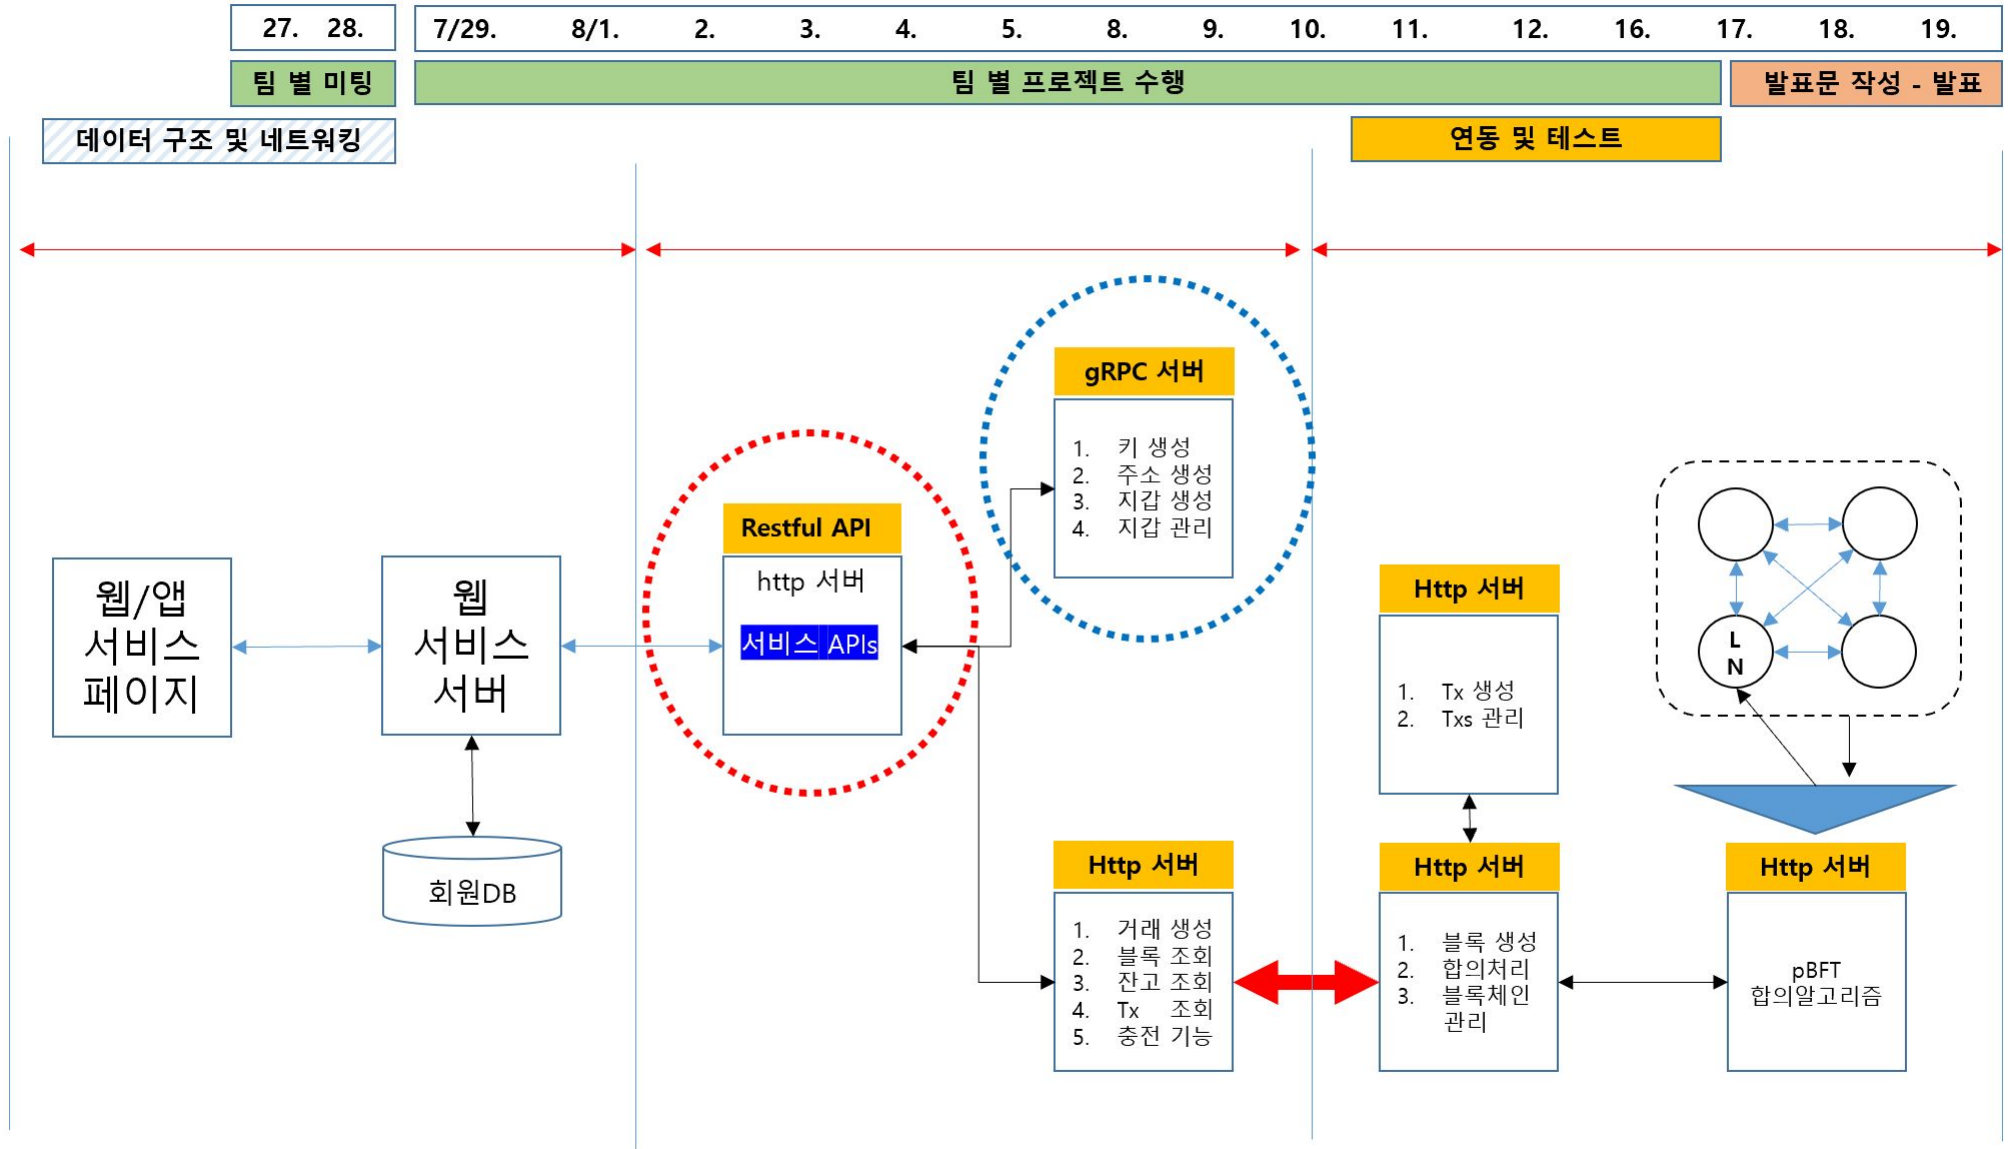 27. 28. 7/29. 8/1. 2. 3. 4. 5. 8. 9. 10. 11. 12. 16. 17. 18. 19.
팀 별 미팅
팀 별 프로젝트 수행
발표문 작성 - 발표
데이터 구조 및 네트워킹
연동 및 테스트
웹/앱
서비스
페이지
웹
서비스
서버
회원DB
Restful API
http 서버
서비스 APIs
gRPC 서버
1. 키 생성
2. 주소 생성
3. 지갑 생성
4. 지갑 관리
Http 서버
1. 거래 생성
2. 블록 조회
3. 잔고 조회
4. Tx 조회
5. 충전 기능
Http 서버
1. Tx 생성
2. Txs 관리
Http 서버
1. 블록 생성
2. 합의처리
3. 블록체인
관리
L
N
Http 서버
pBFT
합의알고리즘